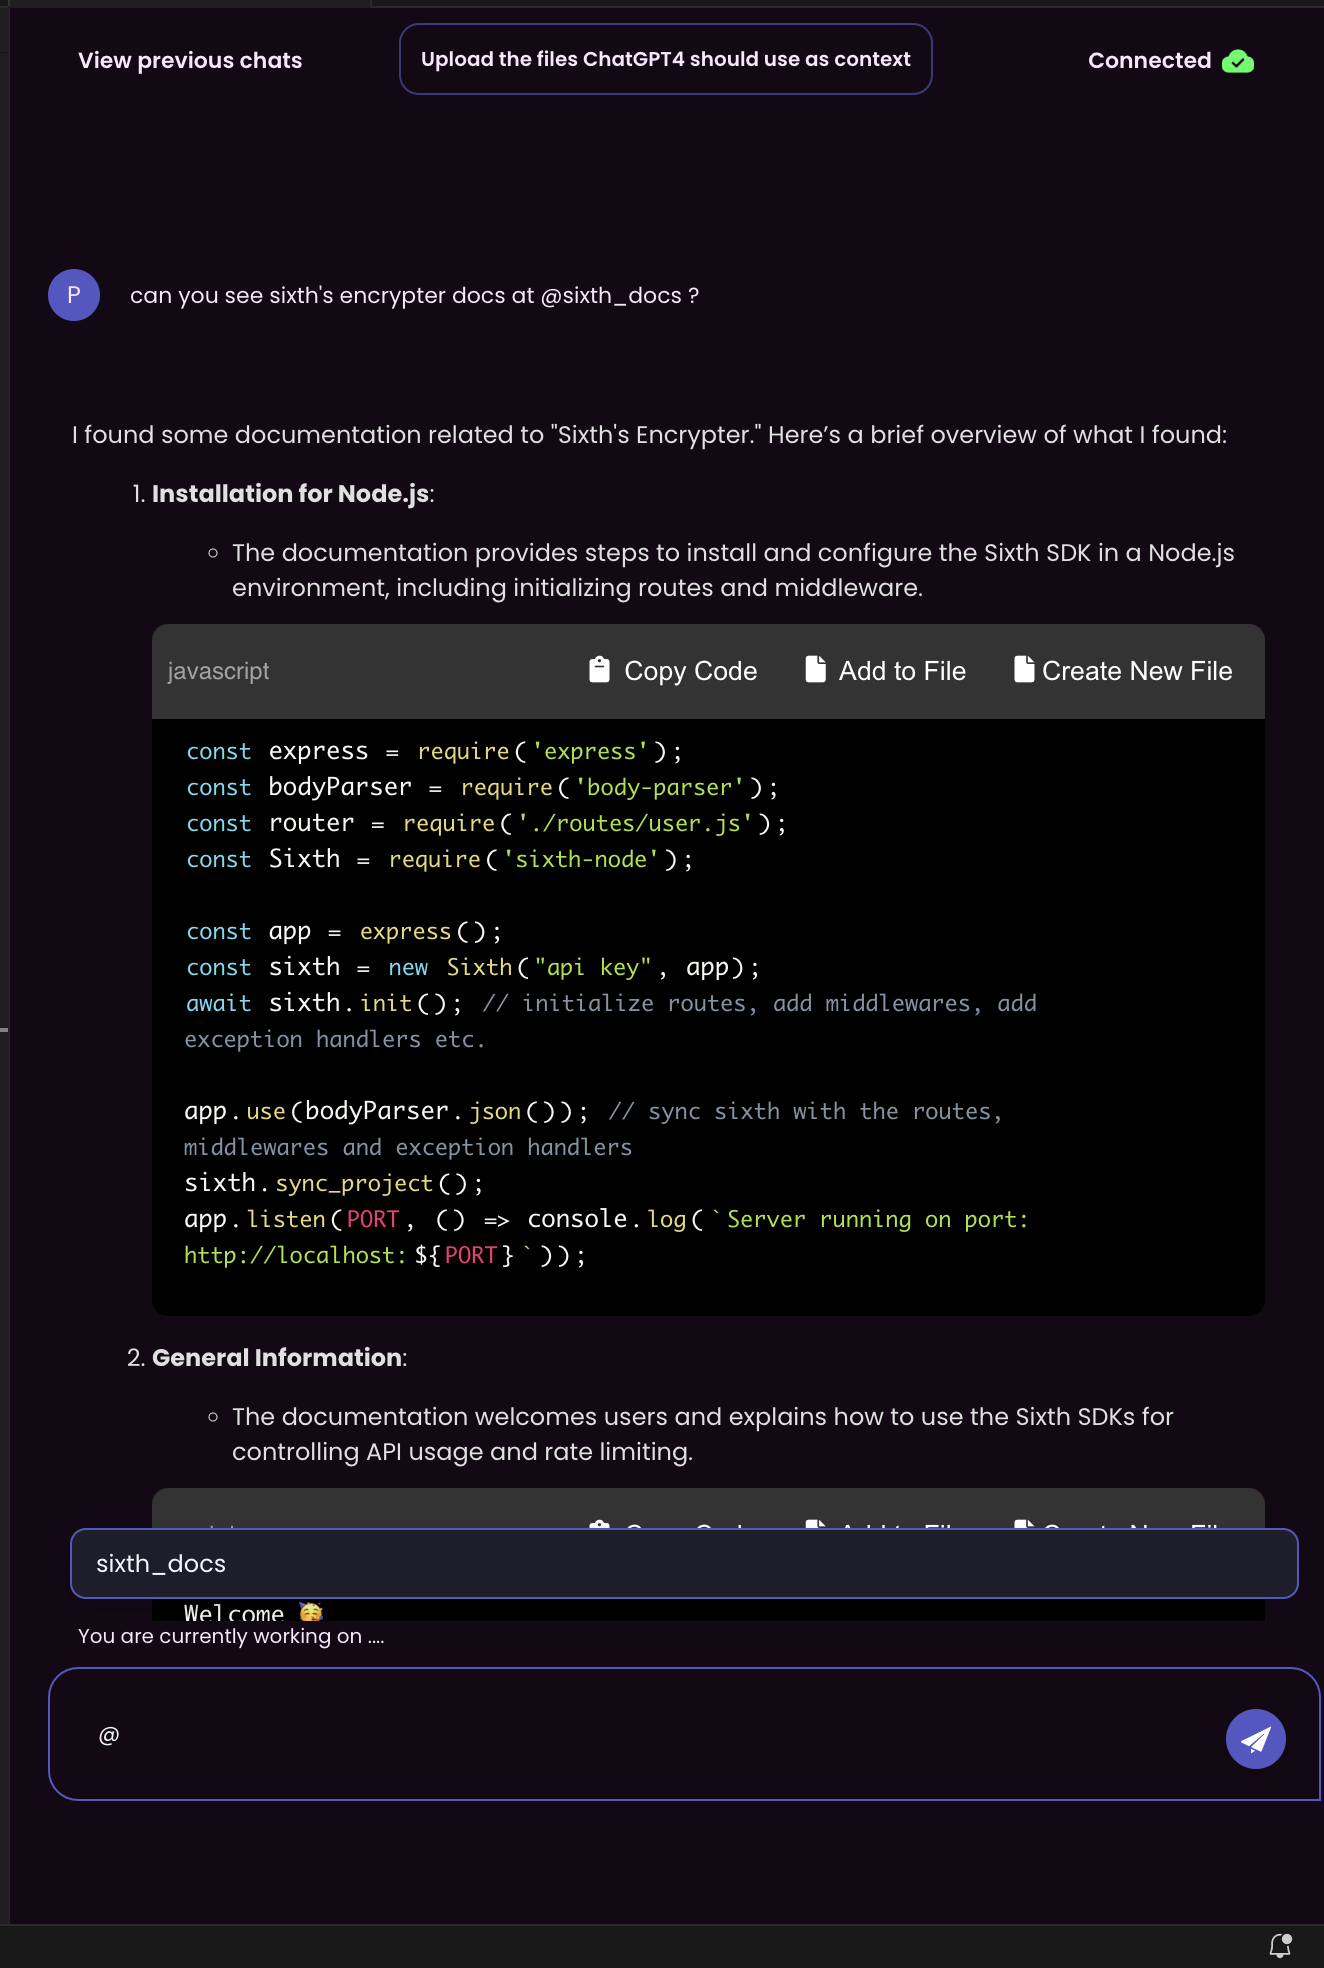 View previous chats
Upload the files ChatGPT4 should use as context
Connected
P
can you see sixth's encrypter docs at @sixth_docs ?
I found some documentation related to "Sixth's Encrypter." Here’s a brief overview of what I found:
1. Installation for Node.js:
The documentation provides steps to install and configure the Sixth SDK in a Node.js
environment, including initializing routes and middleware.
javascript
Copy Code
Add to File
Create New File
const express = require('express');
const bodyParser = require('body-parser');
const router = require('./routes/user.js');
const Sixth = require('sixth-node');
const app = express();
const sixth = new Sixth("api key", app);
await sixth.init(); // initialize routes, add middlewares, add
exception handlers etc.
app.use(bodyParser.json()); // sync sixth with the routes,
middlewares and exception handlers
sixth.sync_project();
app.listen(PORT, () => console.log(`Server running on port:
http://localhost:${PORT}`));
2. General Information:
The documentation welcomes users and explains how to use the Sixth SDKs for
controlling API usage and rate limiting.
Copy Code
Add to File
Create New File
sixth_docs
Welcome 🥳
You are currently working on ....
@